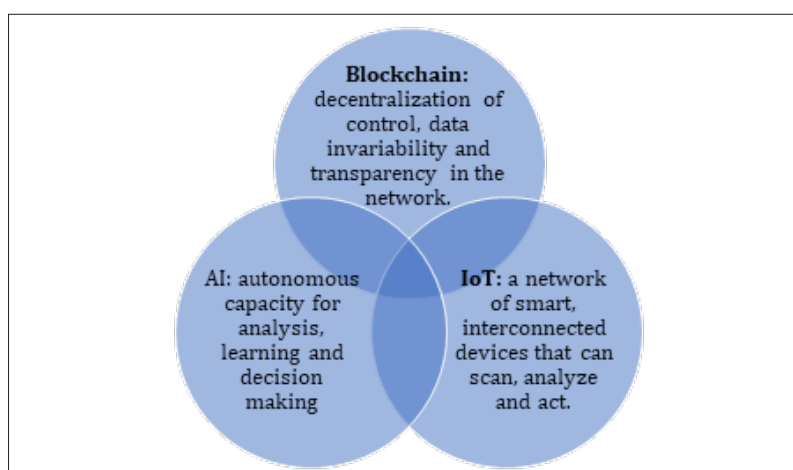 Blockchain:
decentralization of
control, data
invariability and
transparency in the
network.
AI: autonomous
capacity for
analysis,
learning and
decision
making
IoT: a network
of smart,
interconnected
devices that can
scan, analyze
and act.